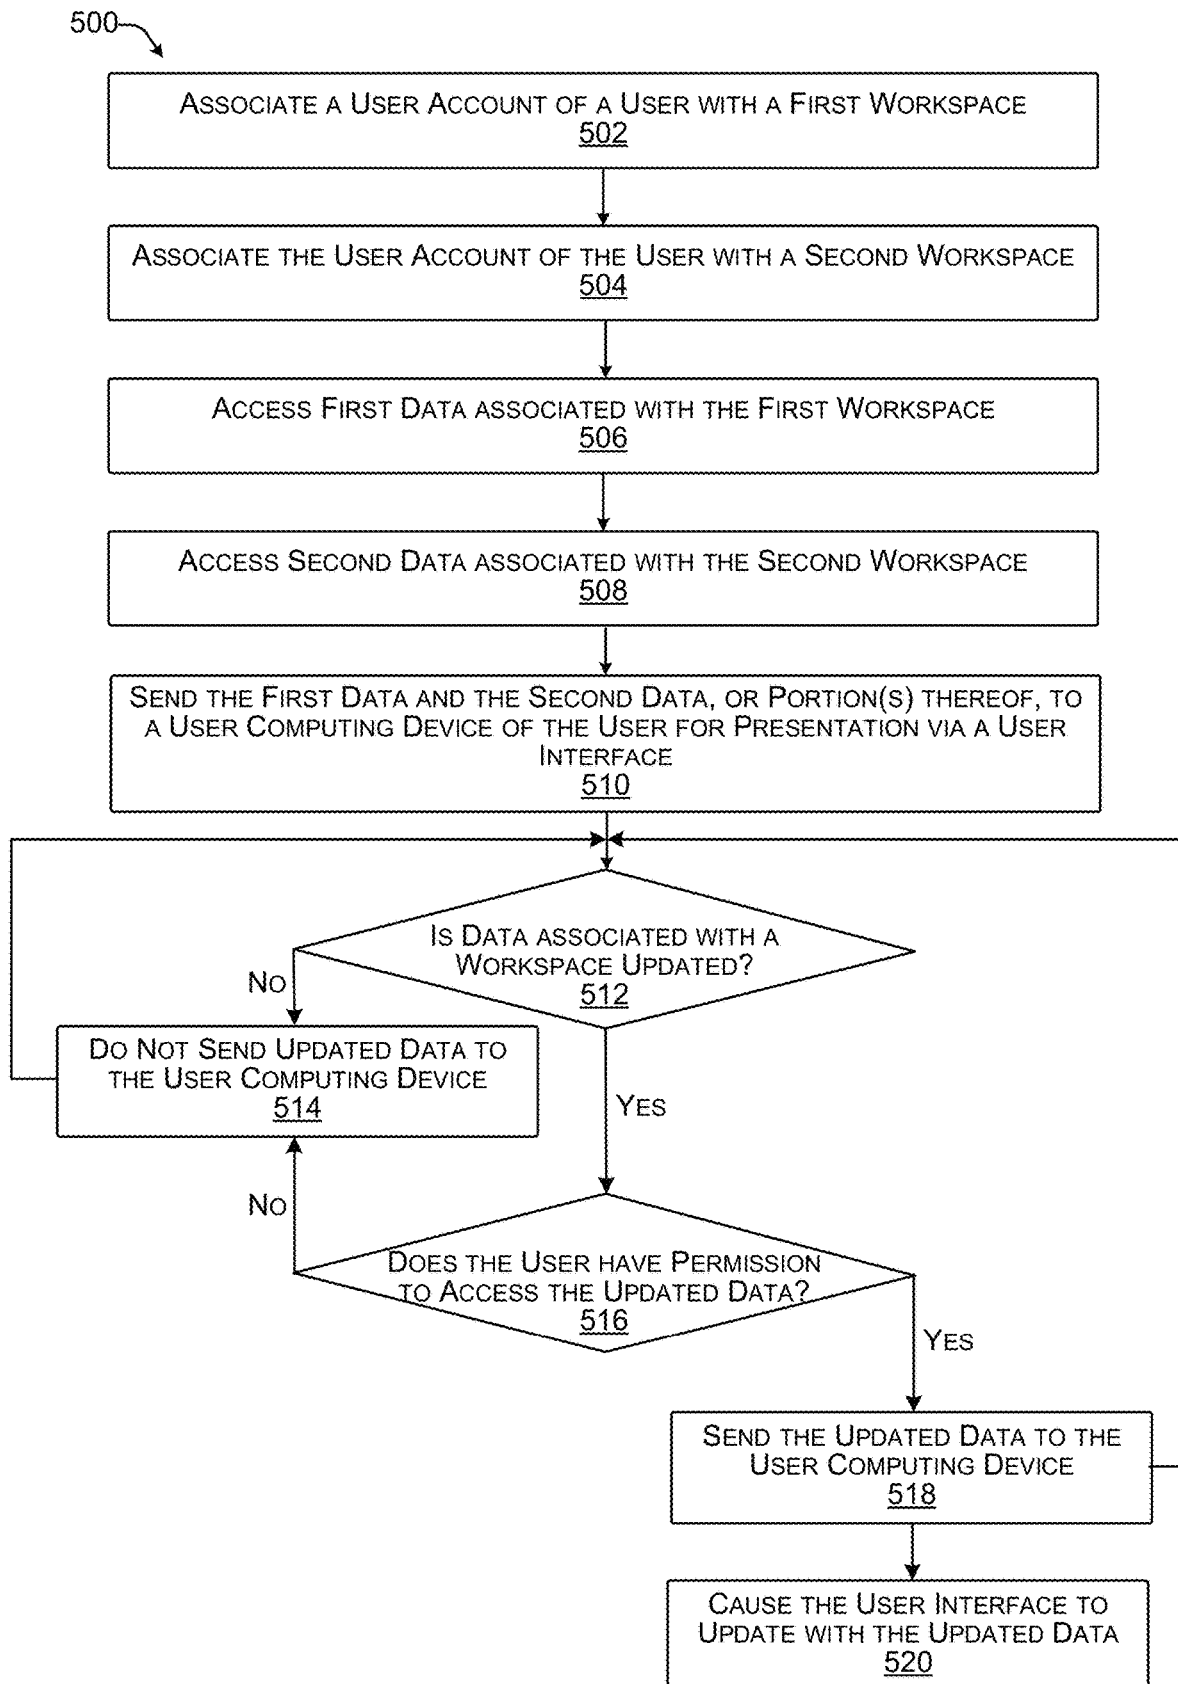 500
ASSOCIATE A USER ACCOUNT OF A USER WITH A FIRST WORKSPACE
502
ASSOCIATE THE USER ACCOUNT OF THE USER WITH A SECOND WORKSPACE
504
ACCESS FIRST DATA ASSOCIATED WITH THE FIRST WORKSPACE
506
ACCESS SECOND DATA ASSOCIATED WITH THE SECOND WORKSPACE
508
SEND THE FIRST DATA AND THE SECOND DATA, OR PORTION(S) THEREOF, TO
A USER COMPUTING DEVICE OF THE USER FOR PRESENTATION VIA A USER
INTERFACE
510
IS DATA ASSOCIATED WITH A
WORKSPACE UPDATED?
512
NO
DO NOT SEND UPDATED DATA TO
THE USER COMPUTING DEVICE
514
YES
NO
DOES THE USER HAVE PERMISSION
TO ACCESS THE UPDATED DATA?
516
YES
SEND THE UPDATED DATA TO THE
USER COMPUTING DEVICE
518
CAUSE THE USER INTERFACE TO
UPDATE WITH THE UPDATED DATA
520